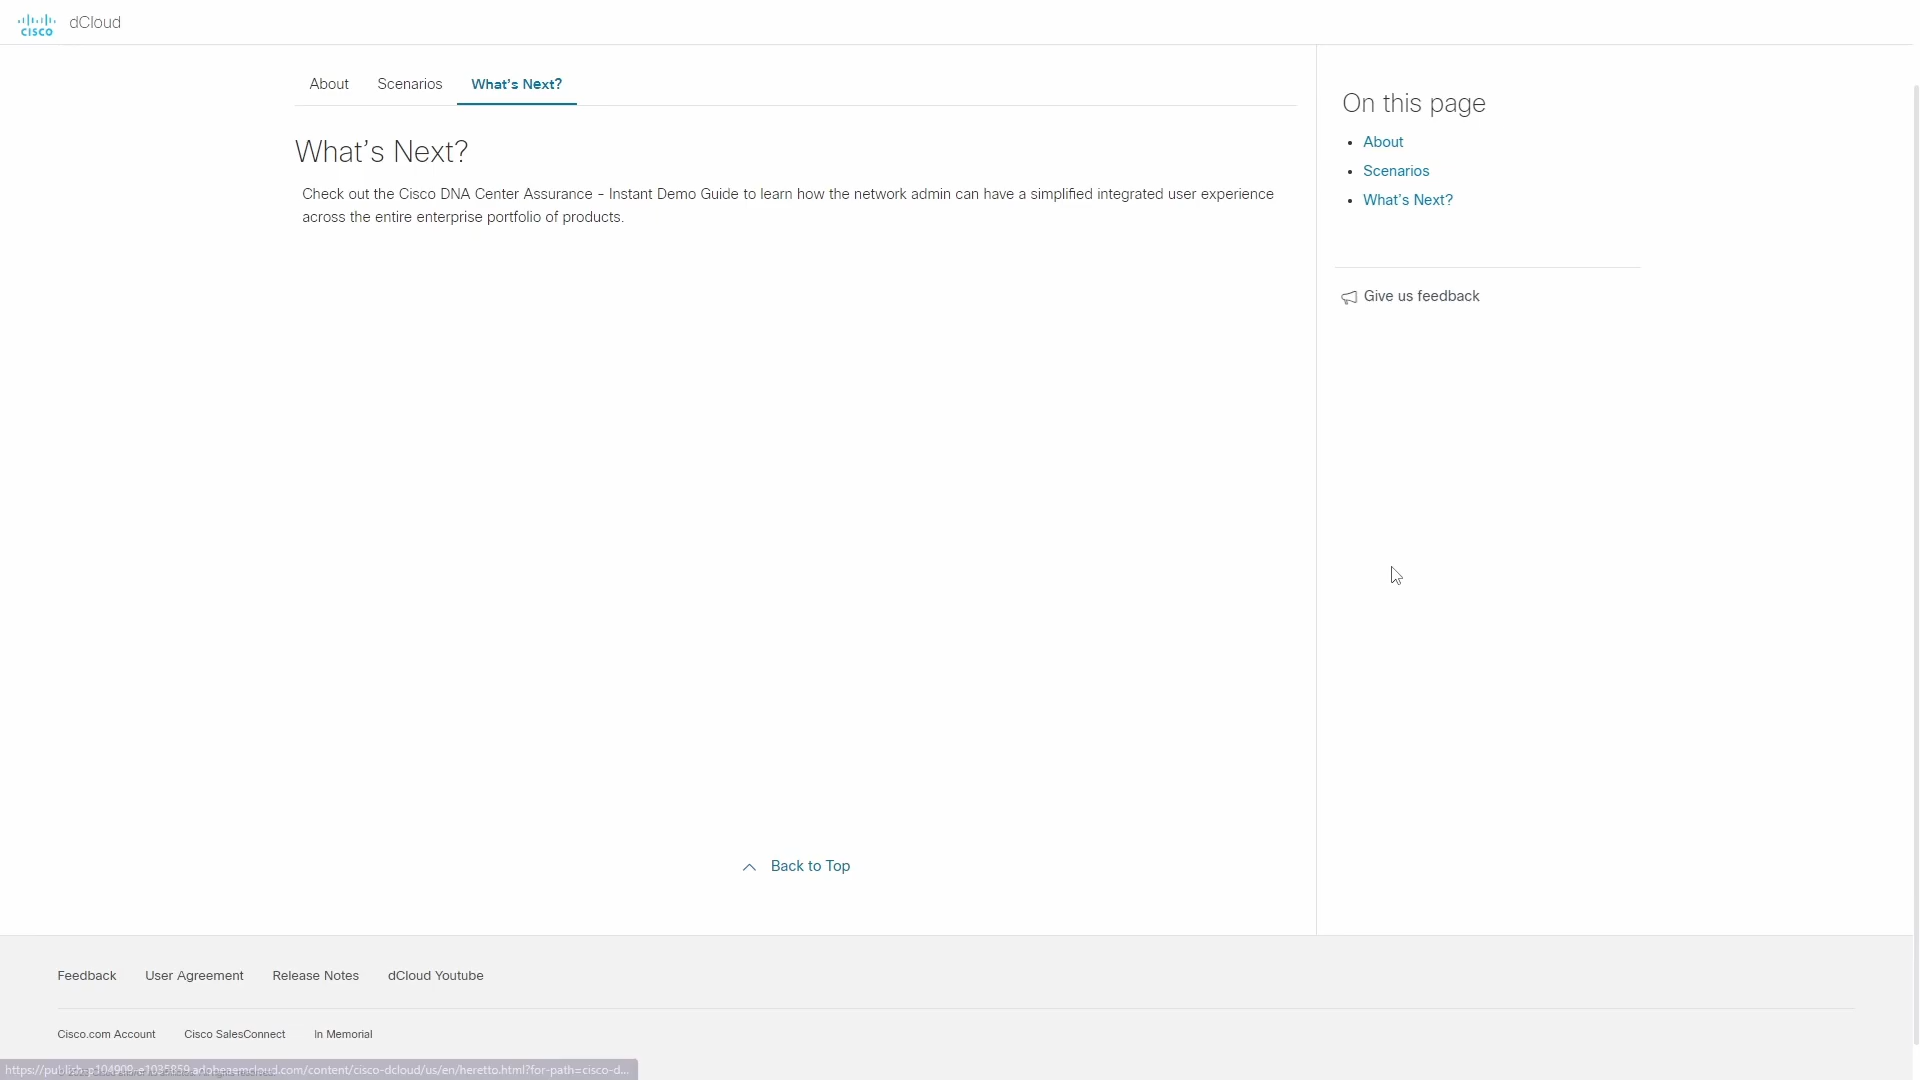 cisco dCloud
About Scenarios What's Next?
What's Next?
Check out the Cisco DNA Center Assurance - Instant Demo Guide to learn how the network admin can have a simplified integrated user experience
across the entire enterprise portfolio of products.
On this page
• About
• Scenarios
• What's Next?
Give us feedback
Back to Top
Feedback User Agreement Release Notes dCloud Youtube
Cisco.com Account Cisco SalesConnect In Memorial
https://publish-p104909-e1035859.adobeaemcloud.com/content/cisco-dcloud/us/en/heretto.html?for-path=cisco-d...